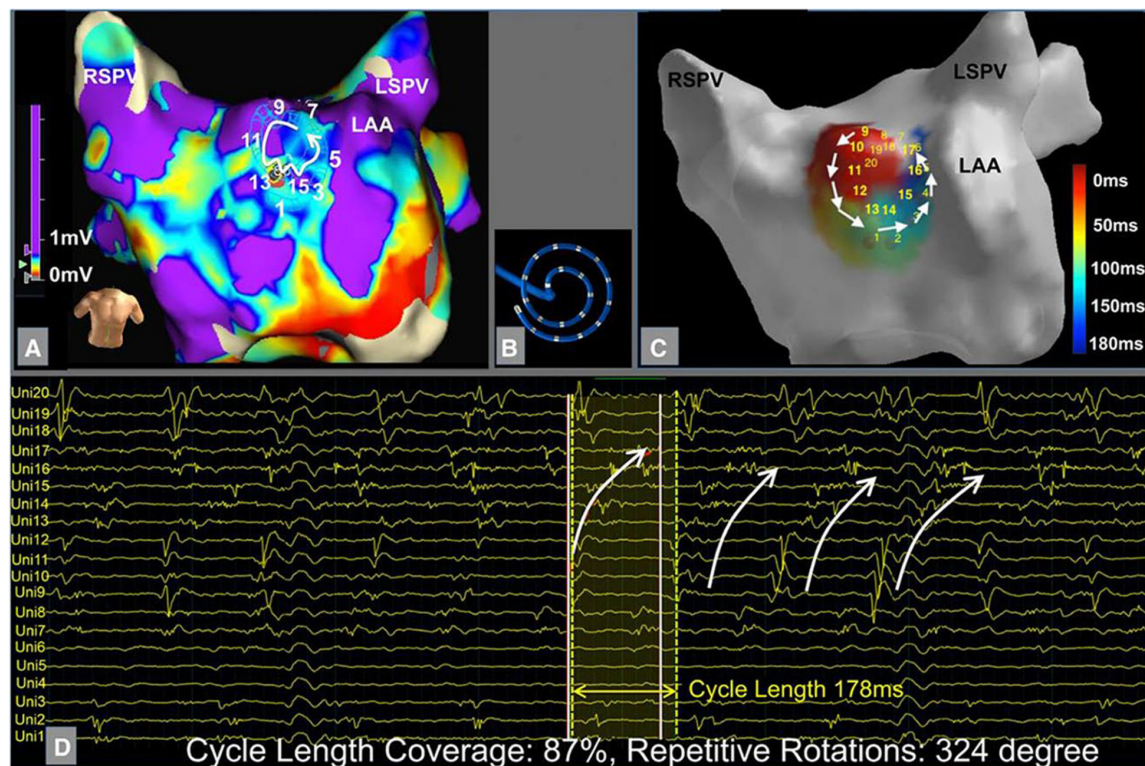 RSPV
LSPV
LAA
9
7
11
5
13
15
3
1
1mV
0mV
A
B
RSPV
LSPV
LAA
9
8
7
10
19
18
17
6
20
11
16
5
12
15
4
13
14
3
1
2
0ms
50ms
100ms
150ms
180ms
C
Uni20
Uni19
Uni18
Uni17
Uni16
Uni15
Uni14
Uni13
Uni12
Uni11
Uni10
Uni9
Uni8
Uni7
Uni6
Uni5
Uni4
Uni3
Uni2
Uni1
Cycle Length 178ms
D
Cycle Length Coverage: 87%, Repetitive Rotations: 324 degree